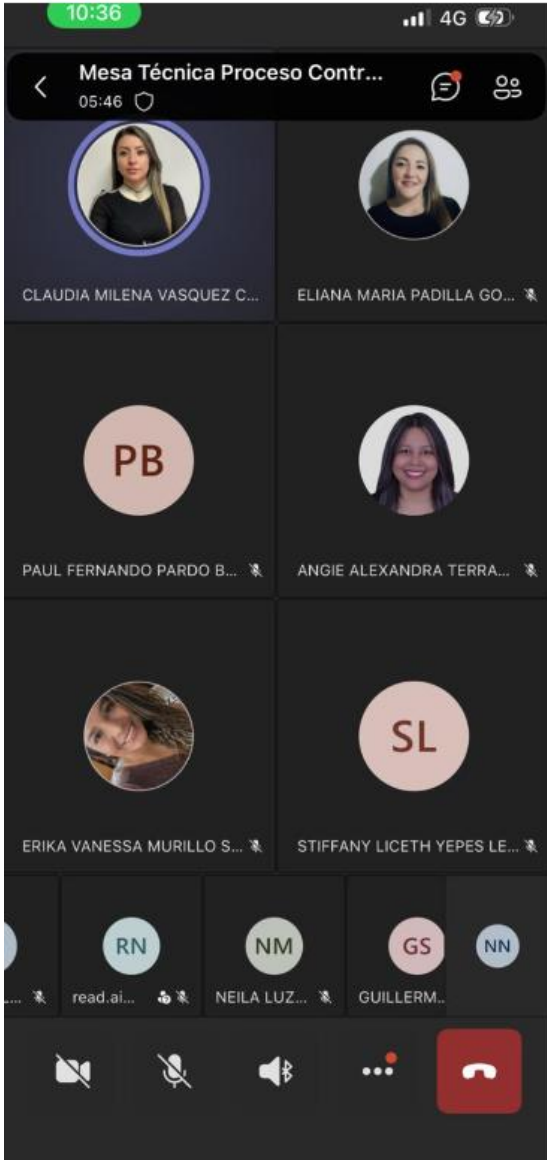 10:36
4G
Mesa Técnica Proceso Contr...
05:46
CLAUDIA MILENA VASQUEZ C...
ELIANA MARIA PADILLA GO...
PB
PAUL FERNANDO PARDO B...
ANGIE ALEXANDRA TERRA...
ERIKA VANESSA MURILLO S...
SL
STIFFANY LICETH YEPES LE...
RN
NM
GS
NN
read.ai...
NEILA LUZ...
GUILLERM...